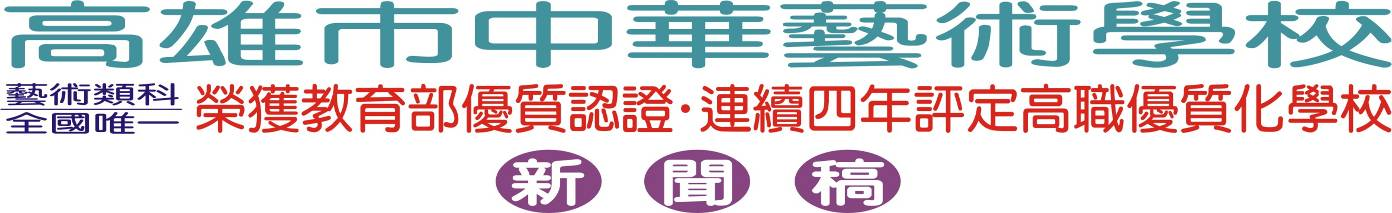 高雄市中華藝術學校
藝術類科
全國唯一
榮獲教育部優質認證·連續四年評定高職優質化學校
新聞稿